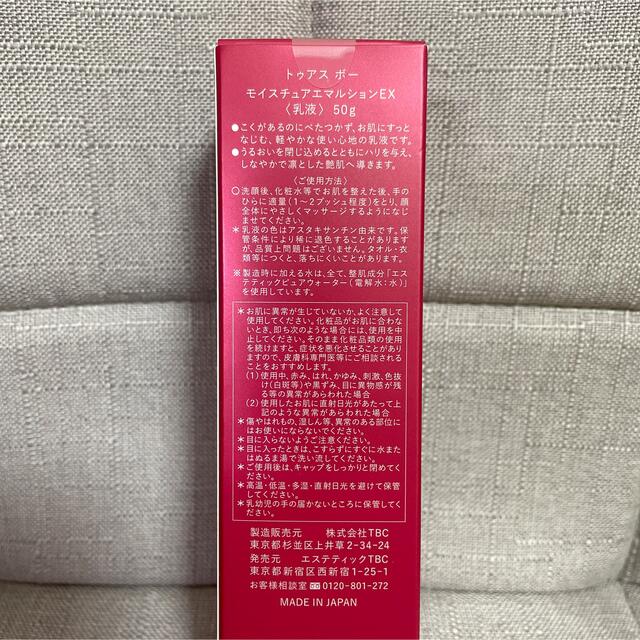 トゥアス ボー
モイスチュアエマルションEX
〈乳液〉 50g
●こくがあるのにべたつかず、お肌にすっと
なじむ、軽やかな使い心地の乳液です。
●うるおいを閉じ込めるとともにハリを与え、
しなやかで凛とした艶肌へ導きます。
〈ご使用方法〉
○洗顔後、化粧水等でお肌を整えた後、手の
ひらに適量(1〜2プッシュ程度)をとり、顔
全体にやさしくマッサージするようになじ
ませてください。
＊乳液の色はアスタキサンチン由来です。保
管条件により稀に退色することがあります
が、品質上問題はございません。タオル・衣
類等につくと、落ちにくいことがあります。
※製造時に加える水は、全て、整肌成分「エス
テティックピュアウォーター(電解水:水)」
を使用しています。
＊お肌に異常が生じていないか、よく注意して
使用してください。化粧品がお肌に合わな
いとき、即ち次のような場合には、使用を中
止してください。そのまま化粧品類の使用
を続けますと、症状を悪化させることがありま
すので、皮膚科専門医等にご相談される
ことをおすすめします。
(1)使用中、赤み、はれ、かゆみ、刺激、色抜
け(白斑等)や黒ずみ、目に異物感が残
る等の異常があらわれた場合
(2)使用したお肌に直射日光があたって上
記のような異常があらわれた場合
＊傷やはれもの、湿しん等、異常のある部位に
はお使いにならないでください。
＊目に入らないようご注意ください。
＊目に入ったときは、こすらずにすぐに水また
はぬるま湯で洗い流してください。
＊ご使用後は、キャップをしっかりと閉めてく
ださい。
＊高温・低温・多湿・直射日光を避けて保管
してください。
＊乳幼児の手の届かないところに保管してく
ださい。
製造販売元 株式会社TBC
東京都杉並区上井草2-34-24
発売元 エステティックTBC
東京都新宿区西新宿1-25-1
お客様相談室 0120-801-272
MADE IN JAPAN